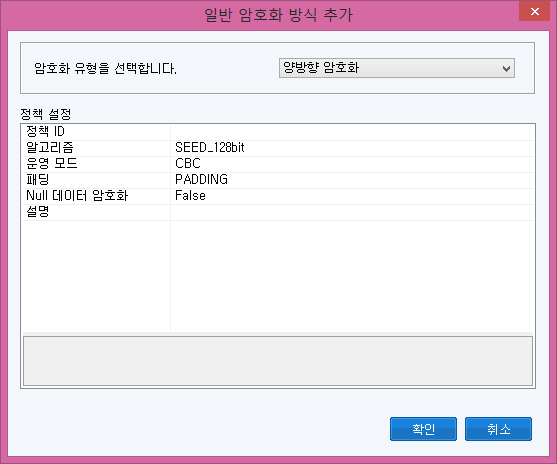 일반 암호화 방식 추가
암호화 유형을 선택합니다.
양방향 암호화
정책 설정
정책 ID
알고리즘 SEED_128bit
운영 모드 CBC
패딩 PADDING
Null 데이터 암호화 False
설명
확인 취소